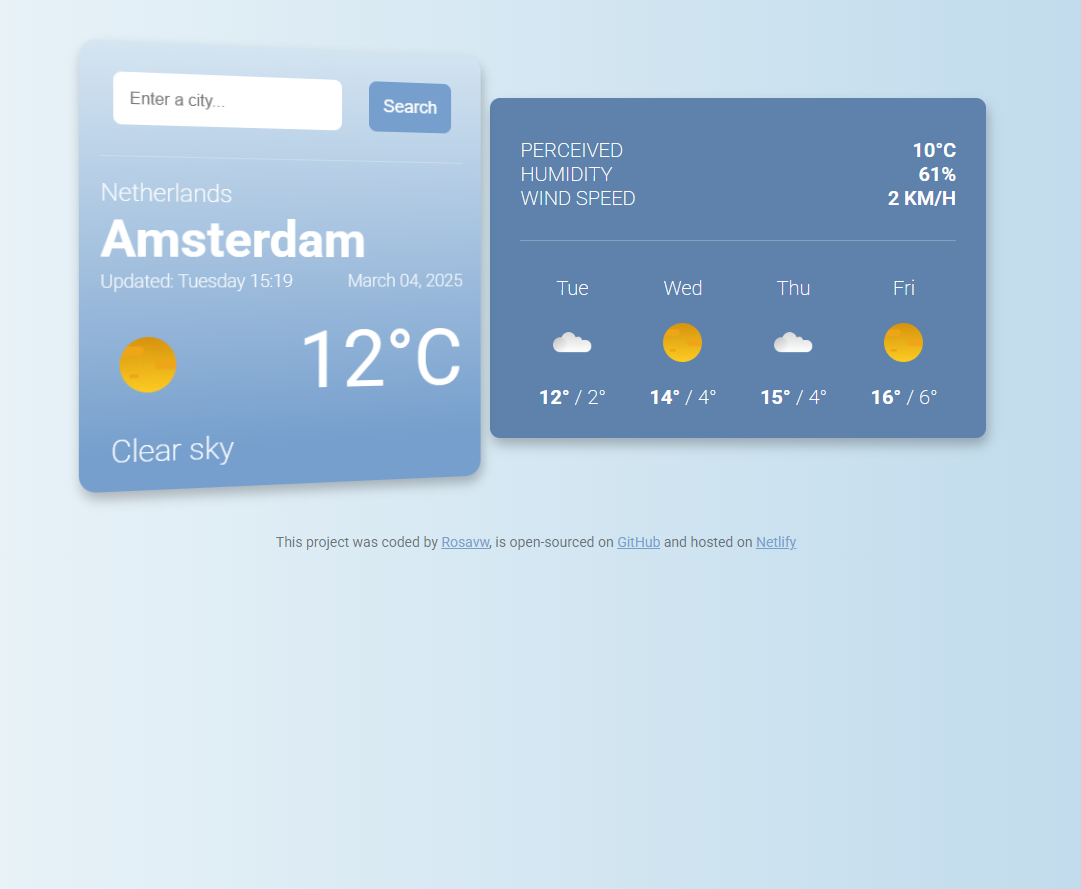 Enter a city...
Search
Netherlands
Amsterdam
Updated: Tuesday 15:19
March 04, 2025
12°C
Clear sky
PERCEIVED 10°C
HUMIDITY 61%
WIND SPEED 2 KM/H
Tue Wed Thu Fri
12° / 2° 14° / 4° 15° / 4° 16° / 6°
This project was coded by Rosavw, is open-sourced on GitHub and hosted on Netlify